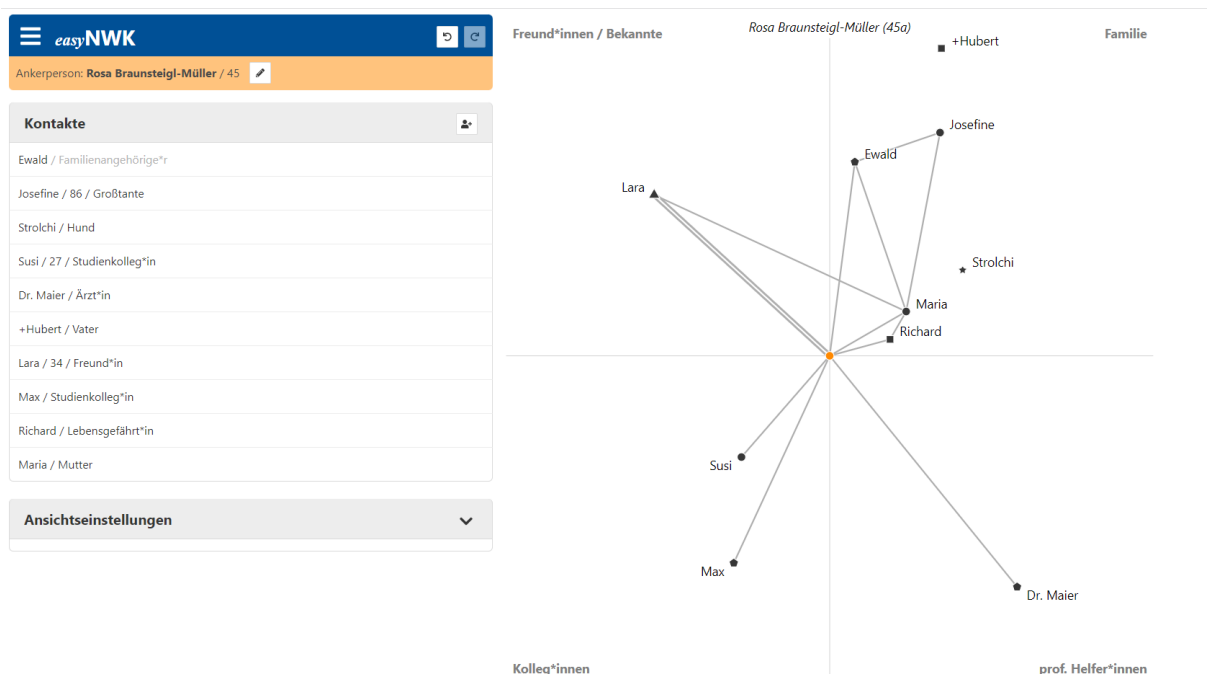 easyNWK
Ankerperson: Rosa Braunsteigl-Müller / 45
Kontakte
Ewald / Familienangehörige*r
Josefine / 86 / Großtante
Strolchi / Hund
Susi / 27 / Studienkolleg*in
Dr. Maier / Ärzt*in
+Hubert / Vater
Lara / 34 / Freund*in
Max / Studienkolleg*in
Richard / Lebensgefährt*in
Maria / Mutter
Ansichtseinstellungen
Freund*innen / Bekannte
Rosa Braunsteigl-Müller (45a)
Familie
+Hubert
Josefine
Ewald
Lara
Strolchi
Maria
Richard
Susi
Max
Dr. Maier
Kolleg*innen
prof. Helfer*innen